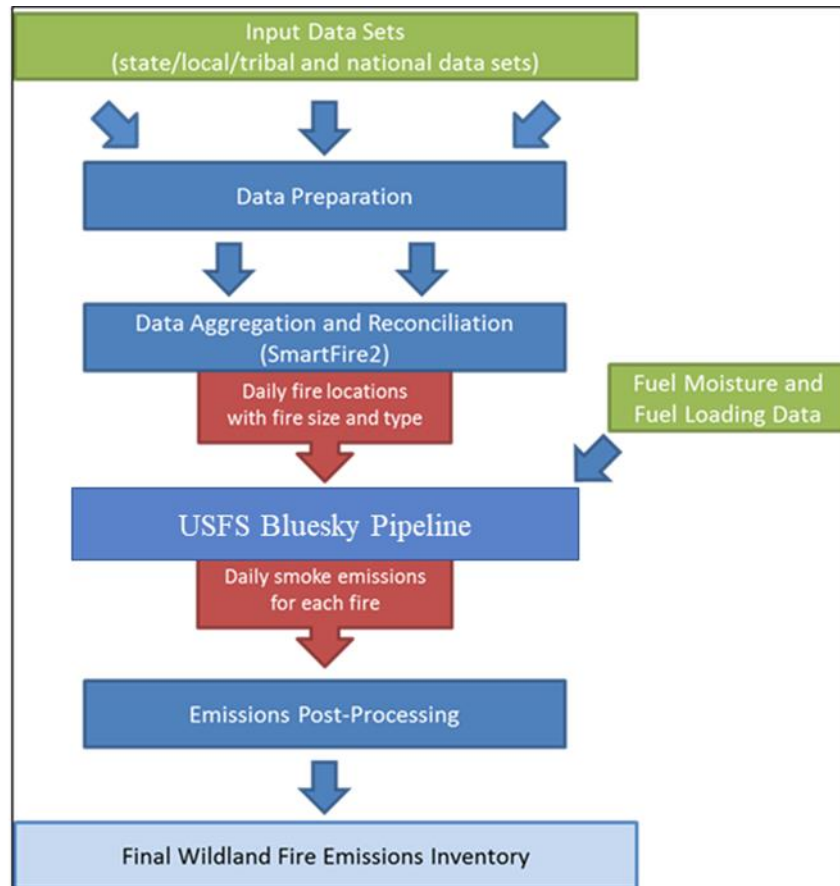 Input Data Sets
(state/local/tribal and national data sets)
Data Preparation
Data Aggregation and Reconciliation
(SmartFire2)
Daily fire locations
with fire size and type
Fuel Moisture and
Fuel Loading Data
USFS Bluesky Pipeline
Daily smoke emissions
for each fire
Emissions Post-Processing
Final Wildland Fire Emissions Inventory